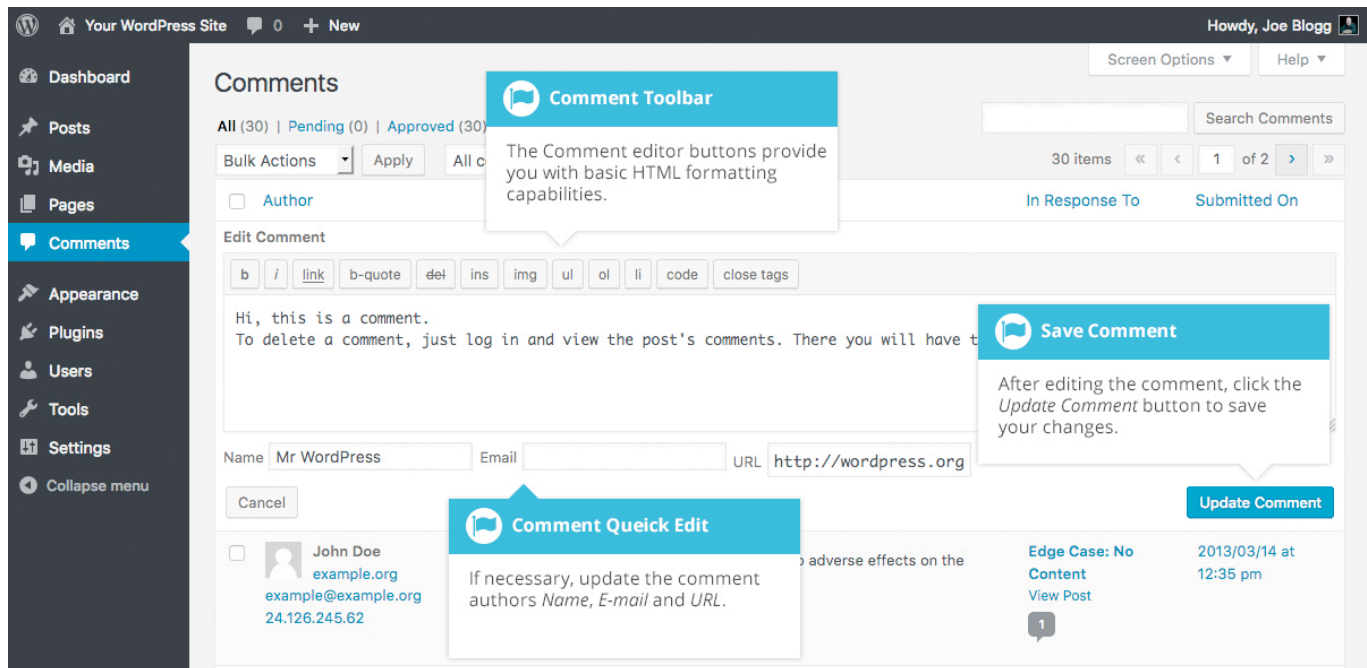 Your WordPress Site 0 + New Howdy, Joe Blogg
Screen Options Help
Dashboard
Posts
Media
Pages
Comments
Appearance
Plugins
Users
Tools
Settings
Collapse menu
Comments
All (30) | Pending (0) | Approved (30)
Search Comments
Bulk Actions Apply All
30 items « ‹ 1 of 2 › »
Comment Toolbar
The Comment editor buttons provide
you with basic HTML formatting
capabilities.
Author In Response To Submitted On
Edit Comment
b i link b-quote del ins img ul ol li code close tags
Hi, this is a comment.
To delete a comment, just log in and view the post's comments. There you will have
Save Comment
After editing the comment, click the
Update Comment button to save
your changes.
Name Mr WordPress Email URL http://wordpress.org
Cancel Update Comment
Comment Queick Edit
If necessary, update the comment
authors Name, E-mail and URL.
John Doe
example.org
example@example.org
24.126.245.62
adverse effects on the
Edge Case: No
Content
View Post
1
2013/03/14 at
12:35 pm